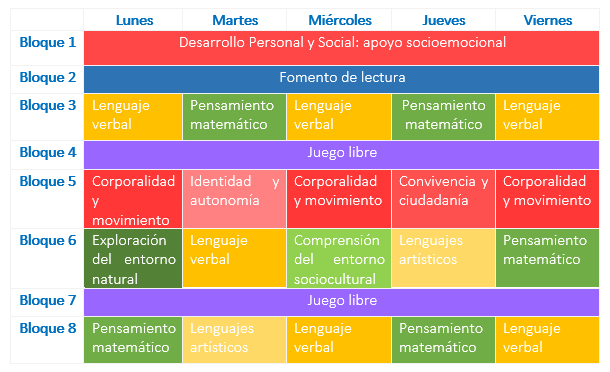 Lunes Martes Miércoles Jueves Viernes
Bloque 1 Desarrollo Personal y Social: apoyo socioemocional
Bloque 2 Fomento de lectura
Bloque 3 Lenguaje Pensamiento Lenguaje Pensamiento Lenguaje
verbal matemático verbal matemático verbal
Bloque 4 Juego libre
Bloque 5 Corporalidad Identidad y Corporalidad Convivencia y Corporalidad
y autonomía y movimiento ciudadanía y movimiento
movimiento
Bloque 6 Exploración Lenguaje Comprensión Lenguajes Pensamiento
del entorno verbal del entorno artísticos matemático
natural sociocultural
Bloque 7 Juego libre
Bloque 8 Pensamiento Lenguajes Lenguaje Pensamiento Lenguaje
matemático artísticos verbal matemático verbal